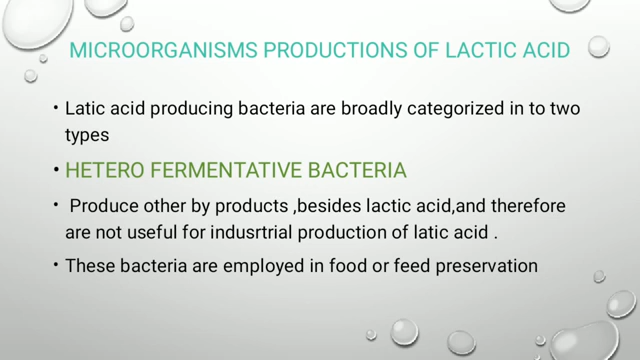 MICROORGANISMS PRODUCTIONS OF LACTIC ACID
• Latic acid producing bacteria are broadly categorized in to two
types
• HETERO FERMENTATIVE BACTERIA
• Produce other by products ,besides lactic acid,and therefore
are not useful for indusrtrial production of latic acid .
• These bacteria are employed in food or feed preservation